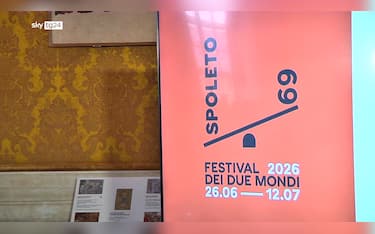 sky tg24
SPOLETO
69
FESTIVAL 2026
DEI DUE MONDI
26.06 — 12.07